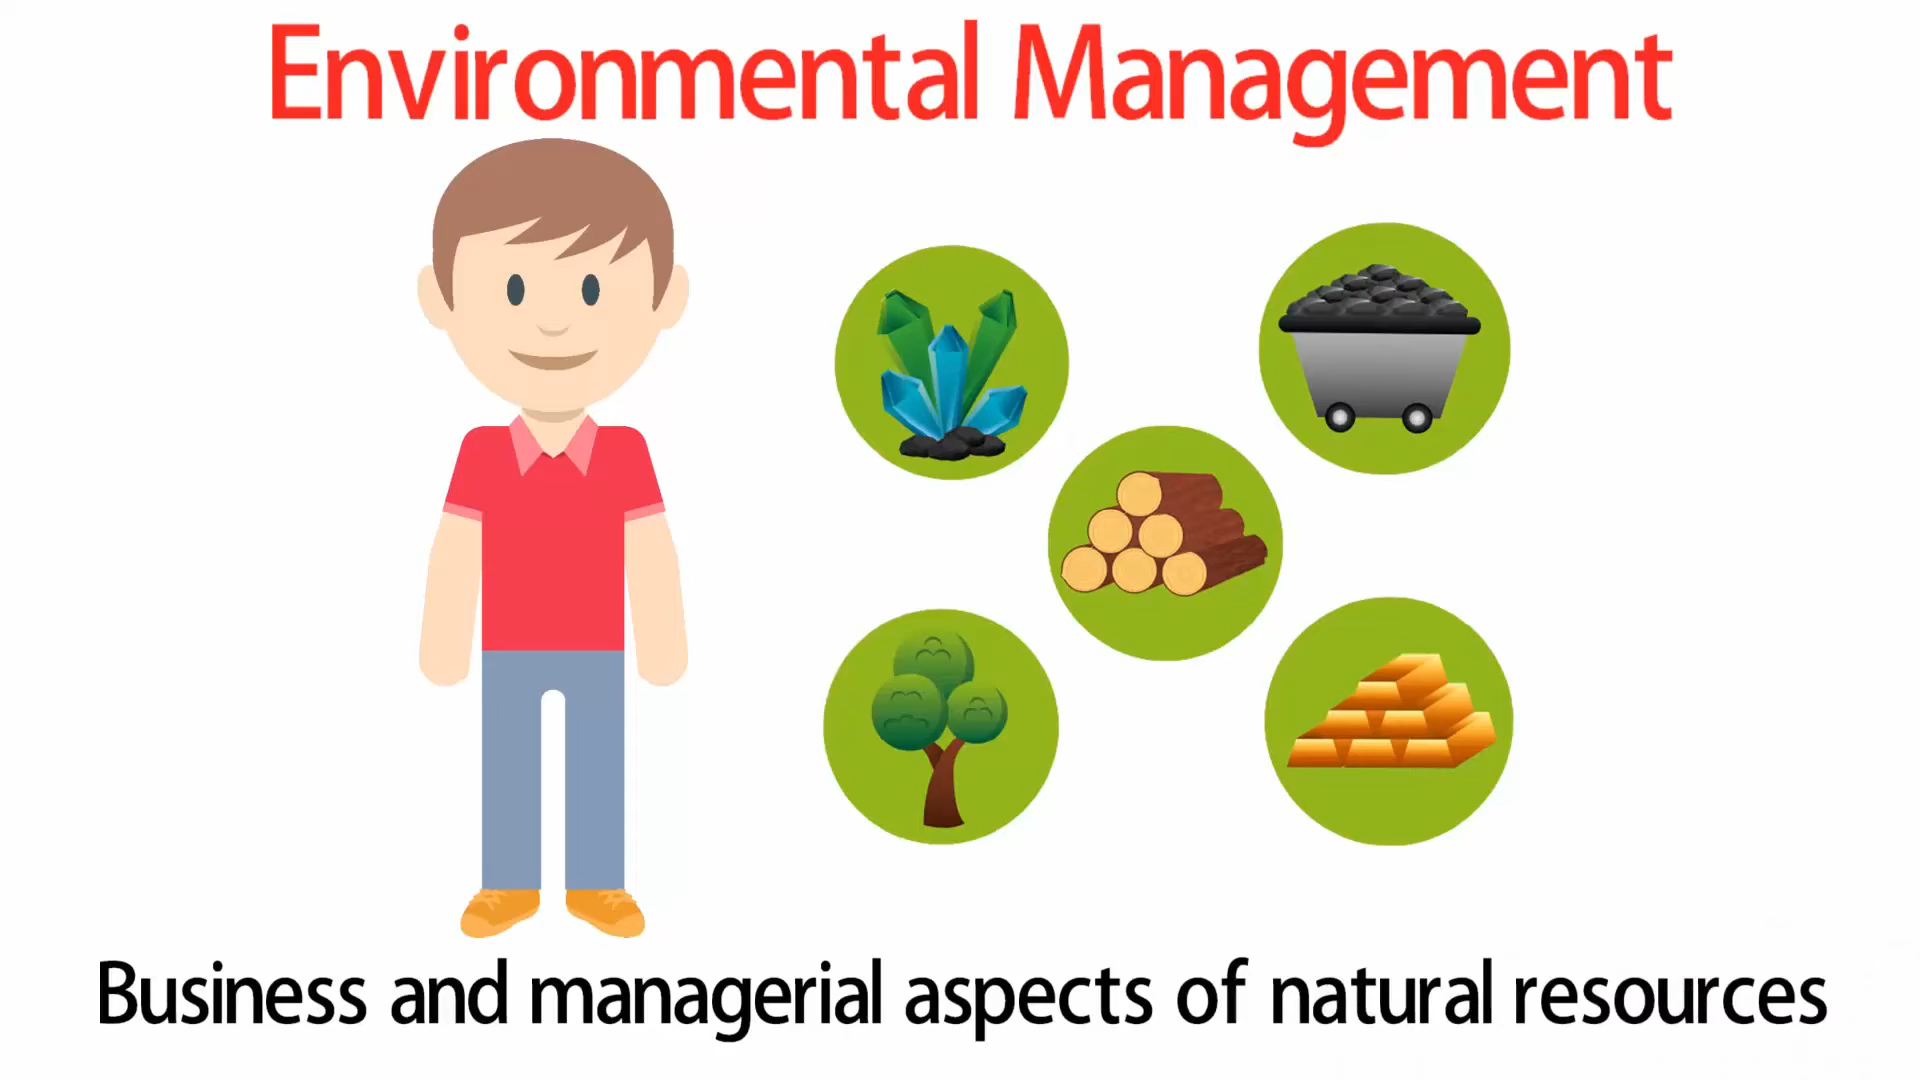 Environmental Management
Business and managerial aspects of natural resources